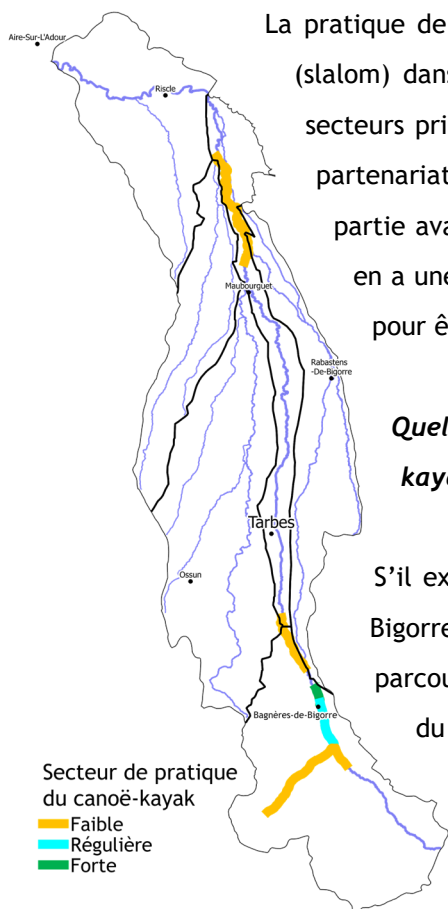 La pratique de
(slalom) dans
secteurs pri
partenariat
partie ava
en a une
pour ê
Quel
kaya
S'il ex
Bigorre
parcou
du
Aire-Sur-L'Adour
Riscle
Maubourguet
Rabastens
-De-Bigorre
Tarbes
Ossun
Bagnères-de-Bigorre
Secteur de pratique
du canoë-kayak
Faible
Régulière
Forte